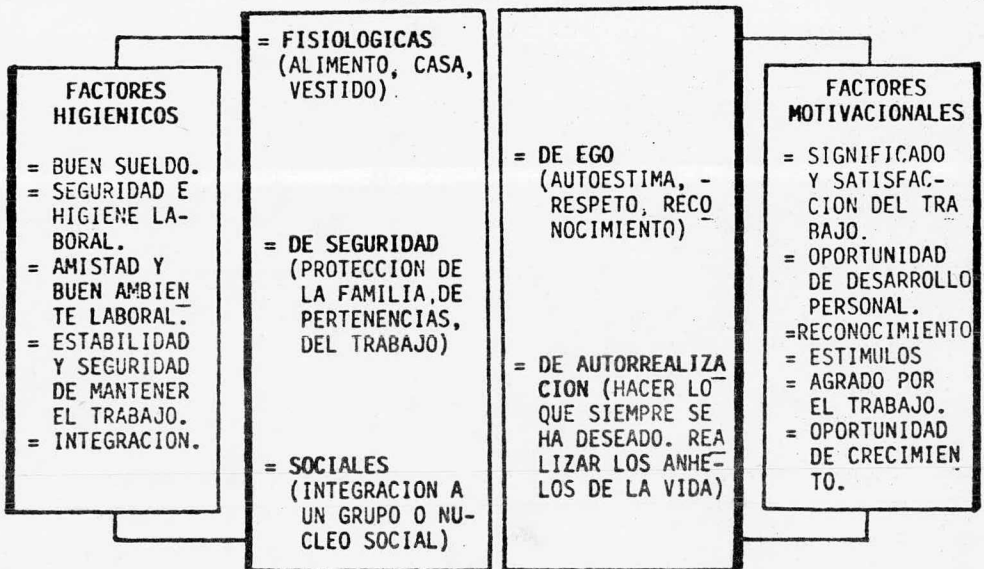 FACTORES
HIGIENICOS
= BUEN SUELDO.
= SEGURIDAD E
HIGIENE LA-
BORAL.
= AMISTAD Y
BUEN AMBIEN
TE LABORAL.
= ESTABILIDAD
Y SEGURIDAD
DE MANTENER
EL TRABAJO.
= INTEGRACION.
= FISIOLOGICAS
(ALIMENTO, CASA,
VESTIDO).
= DE SEGURIDAD
(PROTECCION DE
LA FAMILIA,DE
PERTENENCIAS,
DEL TRABAJO)
= SOCIALES
(INTEGRACION A
UN GRUPO O NU-
CLEO SOCIAL)
= DE EGO
(AUTOESTIMA, -
RESPETO, RECO
NOCIMIENTO)
= DE AUTORREALIZA
CION (HACER LO
QUE SIEMPRE SE
HA DESEADO. REA
LIZAR LOS ANHE-
LOS DE LA VIDA)
FACTORES
MOTIVACIONALES
= SIGNIFICADO
Y SATISFAC-
CION DEL TRA
BAJO.
= OPORTUNIDAD
DE DESARROLLO
PERSONAL.
=RECONOCIMIENTO
= ESTIMULOS
= AGRADO POR
EL TRABAJO.
= OPORTUNIDAD
DE CRECIMIEN
TO.